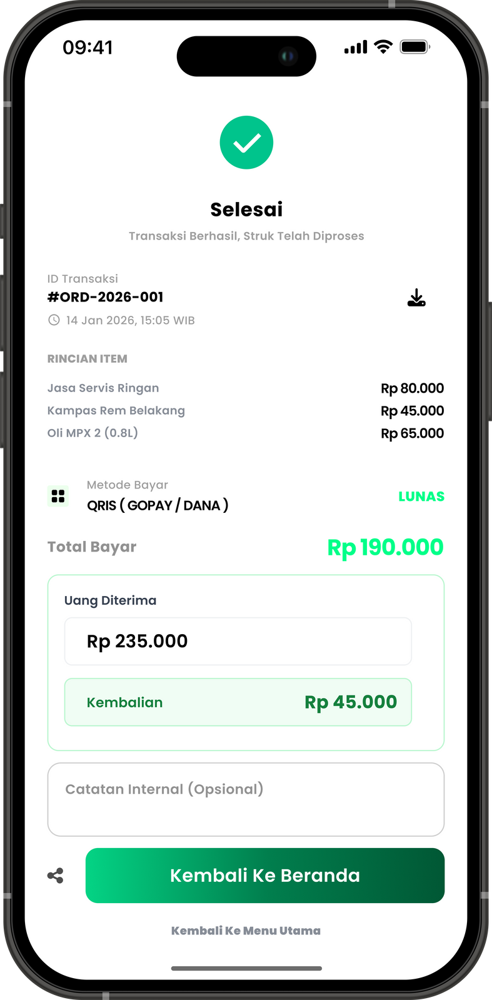 09:41
Selesai
Transaksi Berhasil, Struk Telah Diproses
ID Transaksi
#ORD-2026-001
14 Jan 2026, 15:05 WIB
RINCIAN ITEM
Jasa Servis Ringan Rp 80.000
Kampas Rem Belakang Rp 45.000
Oli MPX 2 (0.8L) Rp 65.000
Metode Bayar
QRIS ( GOPAY / DANA ) LUNAS
Total Bayar Rp 190.000
Uang Diterima
Rp 235.000
Kembalian Rp 45.000
Catatan Internal (Opsional)
Kembali Ke Beranda
Kembali Ke Menu Utama